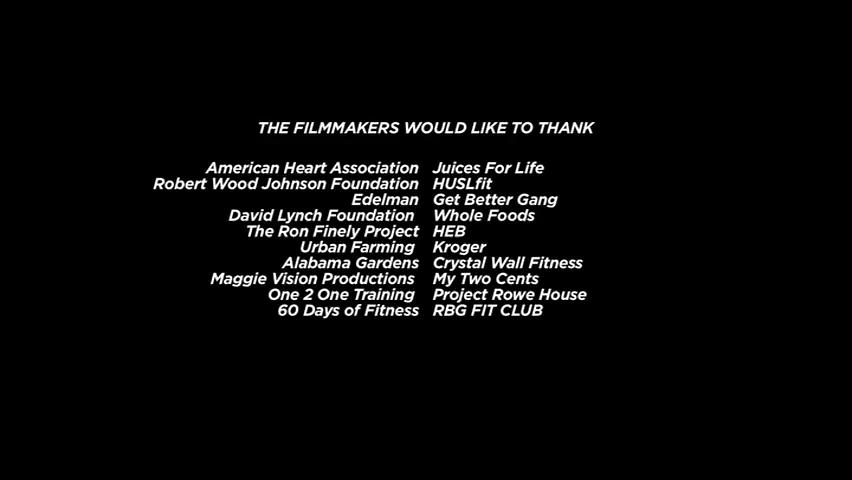 THE FILMMAKERS WOULD LIKE TO THANK
American Heart Association Juices For Life
Robert Wood Johnson Foundation HUSLfit
Edelman Get Better Gang
David Lynch Foundation Whole Foods
The Ron Finely Project HEB
Urban Farming Kroger
Alabama Gardens Crystal Wall Fitness
Maggie Vision Productions My Two Cents
One 2 One Training Project Rowe House
60 Days of Fitness RBG FIT CLUB